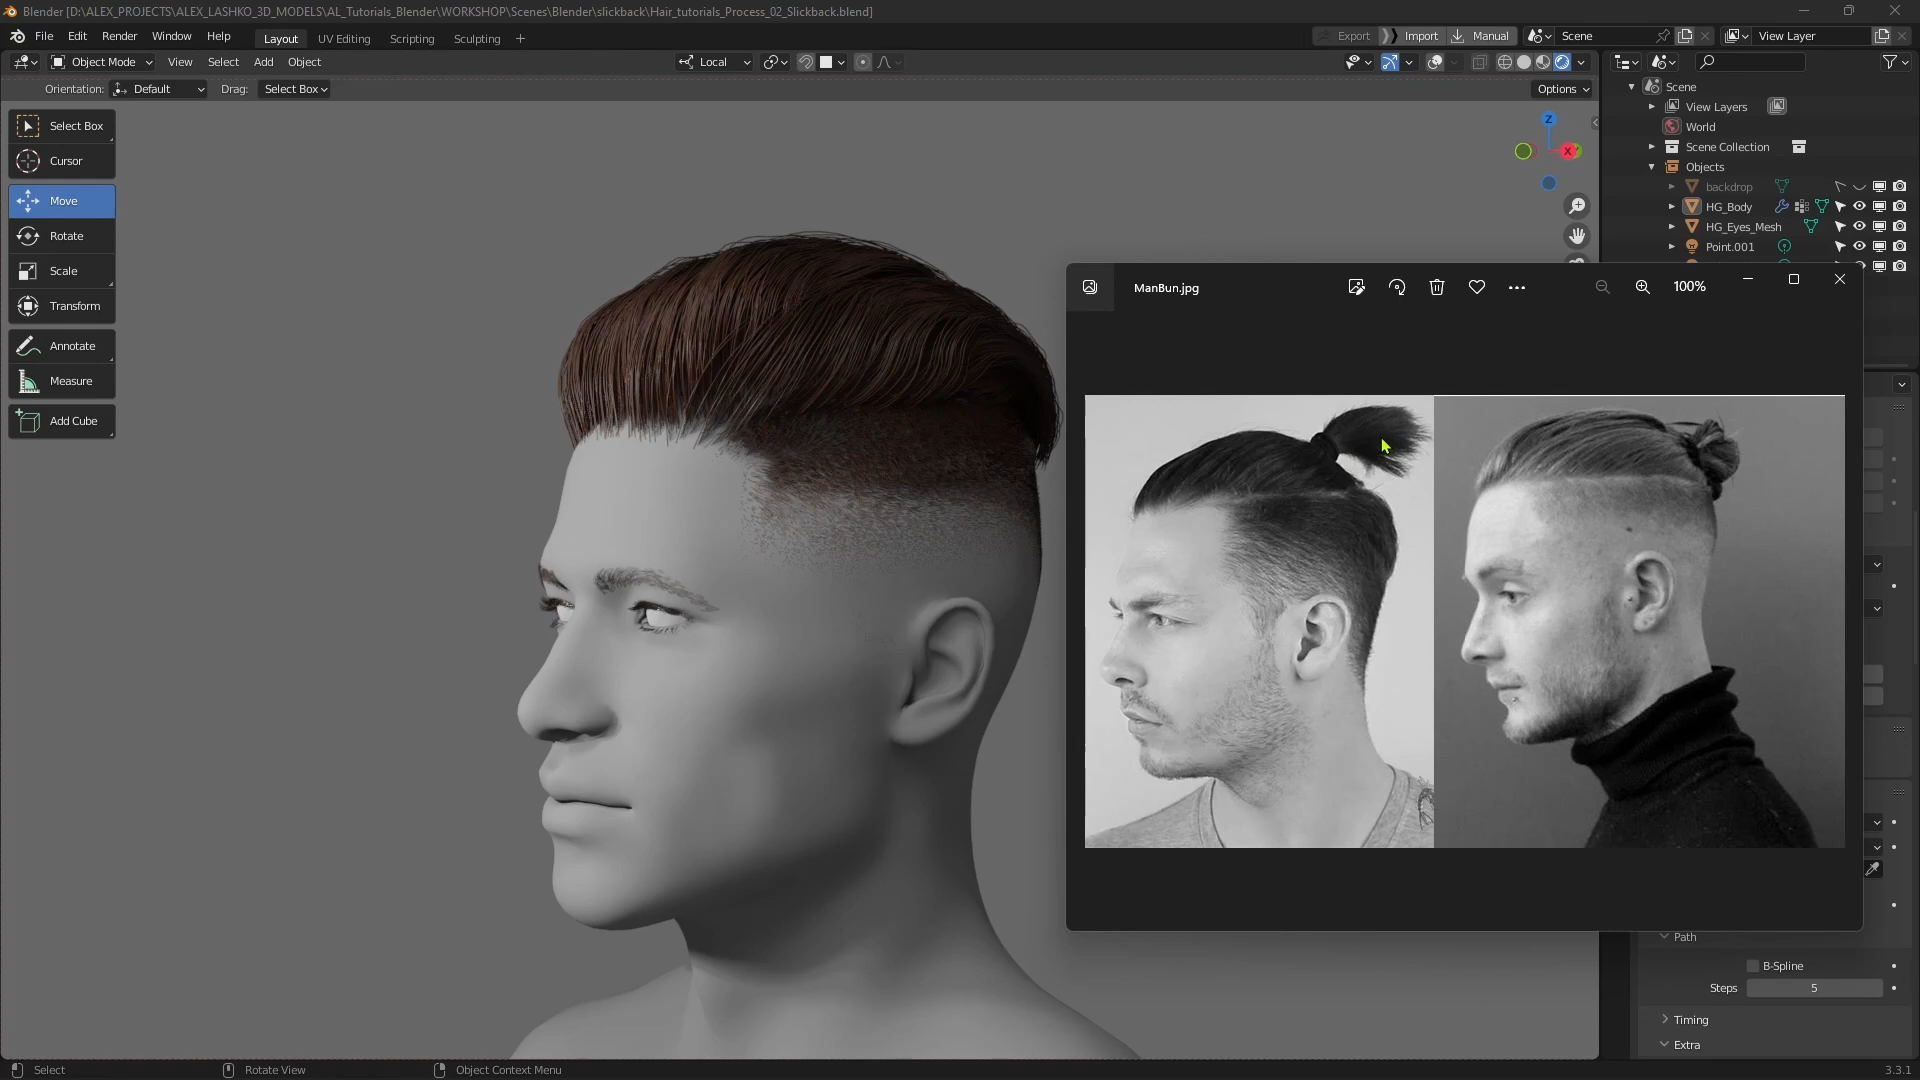 Blender [D:\ALEX_PROJECTS\ALEX_LASHKO_3D_MODELS\AL_Tutorials_Blender\WORKSHOP\Scenes\Blender\slickback\Hair_tutorials_Process_02_Slickback.blend]
File Edit Render Window Help Layout UV Editing Scripting Sculpting + Export Import Manual Scene View Layer
Object Mode View Select Add Object Local
Orientation: Default Drag: Select Box Options
Select Box
Cursor
Move
Rotate
Scale
Transform
Annotate
Measure
Add Cube
Z
X
Scene
View Layers
World
Scene Collection
Objects
backdrop
HG_Body
HG_Eyes_Mesh
Point.001
ManBun.jpg 100%
Path
B-Spline
Steps 5
Timing
Extra
Select Rotate View Object Context Menu 3.3.1